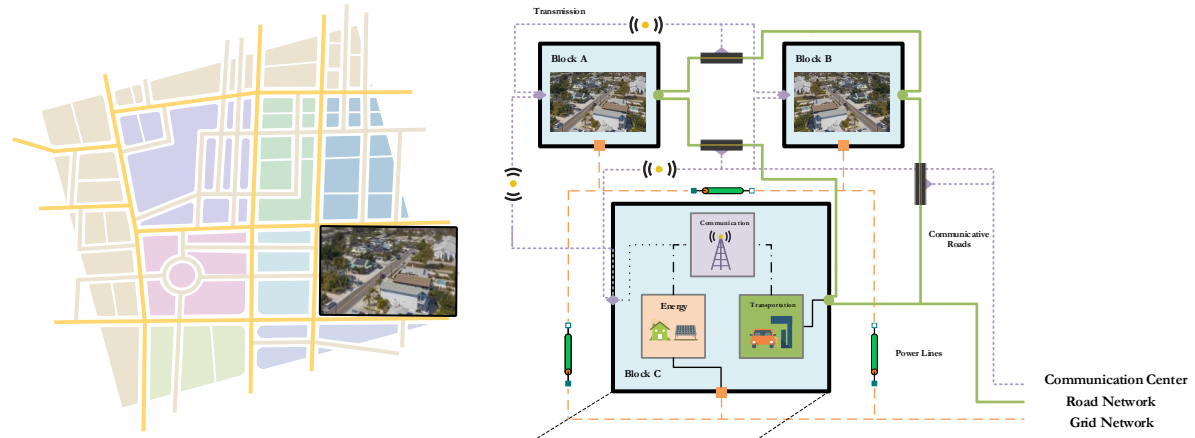 Transmission
Block A
Block B
Communication
Communicative
Roads
Energy
Transportation
Power Lines
Block C
Communication Center
Road Network
Grid Network